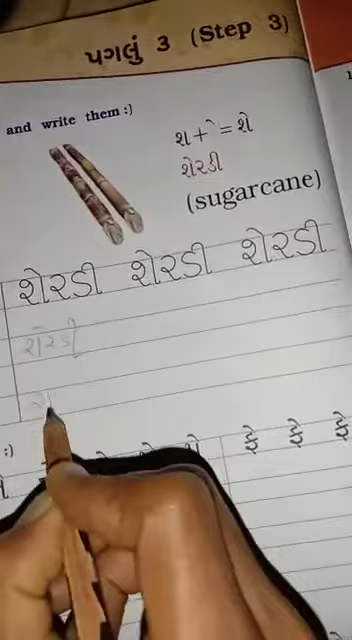 પગલું 3 (Step 3)
and write them:)
શ + ે = શે
શેરડી
(sugarcane)
શેરડી શેરડી શેરડી
શેરડી
:)
ફે ફે ફે